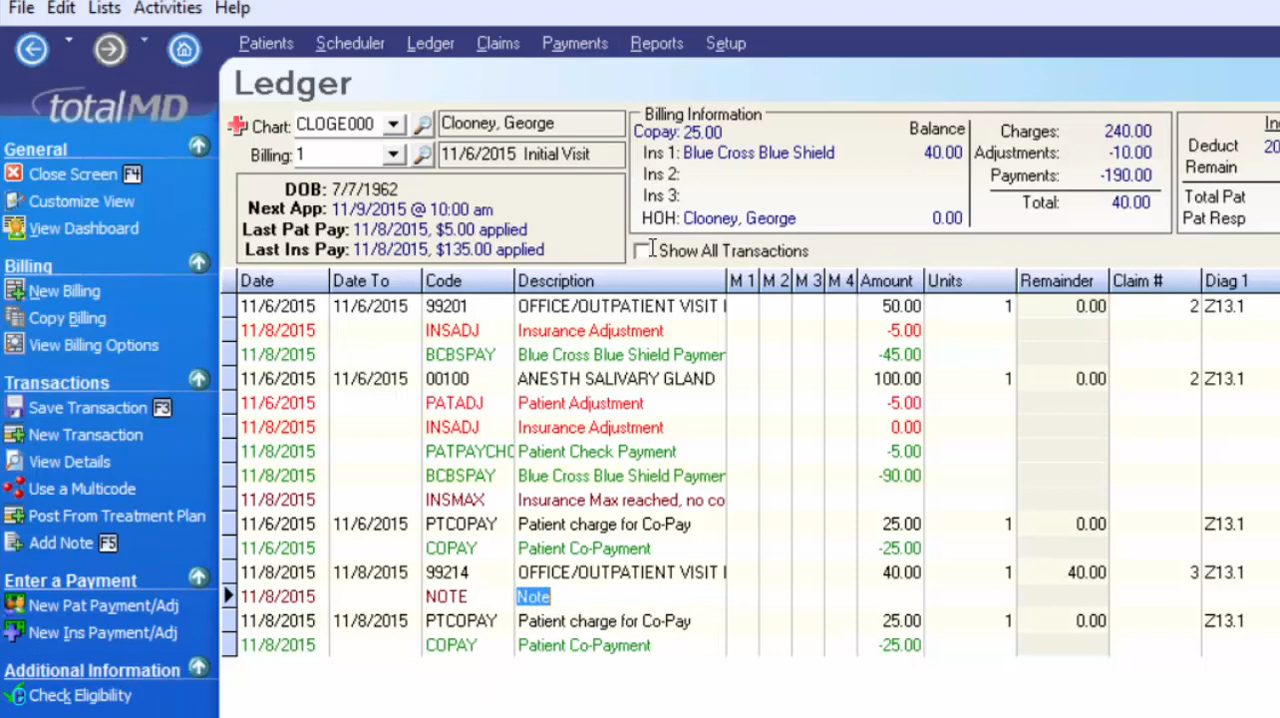 File Edit Lists Activities Help
Patients Scheduler Ledger Claims Payments Reports Setup
totalMD
Ledger
General
Close Screen F4
Customize View
View Dashboard
Billing
New Billing
Copy Billing
View Billing Options
Transactions
Save Transaction F3
New Transaction
View Details
Use a Multicode
Post From Treatment Plan
Add Note F5
Enter a Payment
New Pat Payment/Adj
New Ins Payment/Adj
Additional Information
Check Eligibility
Chart: CLOGE000 Clooney, George
Billing: 1 11/6/2015 Initial Visit
DOB: 7/7/1962
Next App: 11/9/2015 @ 10:00 am
Last Pat Pay: 11/8/2015, $5.00 applied
Last Ins Pay: 11/8/2015, $135.00 applied
Billing Information
Copay: 25.00 Balance
Ins 1: Blue Cross Blue Shield 40.00
Ins 2:
Ins 3:
HOH: Clooney, George 0.00
Charges: 240.00
Adjustments: -10.00
Payments: -190.00
Total: 40.00
Deduct 20
Remain
Total Pat
Pat Resp
Show All Transactions
Date Date To Code Description M 1 M 2 M 3 M 4 Amount Units Remainder Claim # Diag 1
11/6/2015 11/6/2015 99201 OFFICE/OUTPATIENT VISIT 50.00 1 0.00 2 Z13.1
11/8/2015 INSADJ Insurance Adjustment -5.00
11/8/2015 BCBSPAY Blue Cross Blue Shield Paymer -45.00
11/6/2015 11/6/2015 00100 ANESTH SALIVARY GLAND 100.00 1 0.00 2 Z13.1
11/6/2015 PATADJ Patient Adjustment -5.00
11/8/2015 INSADJ Insurance Adjustment 0.00
11/8/2015 PATPAYCHC Patient Check Payment -5.00
11/8/2015 BCBSPAY Blue Cross Blue Shield Paymer -90.00
11/8/2015 INSMAX Insurance Max reached, no co
11/6/2015 11/6/2015 PTCOPAY Patient charge for Co-Pay 25.00 1 0.00 Z13.1
11/6/2015 COPAY Patient Co-Payment -25.00
11/8/2015 11/8/2015 99214 OFFICE/OUTPATIENT VISIT 40.00 1 40.00 3 Z13.1
11/8/2015 NOTE Note
11/8/2015 11/8/2015 PTCOPAY Patient charge for Co-Pay 25.00 1 0.00 Z13.1
11/8/2015 COPAY Patient Co-Payment -25.00